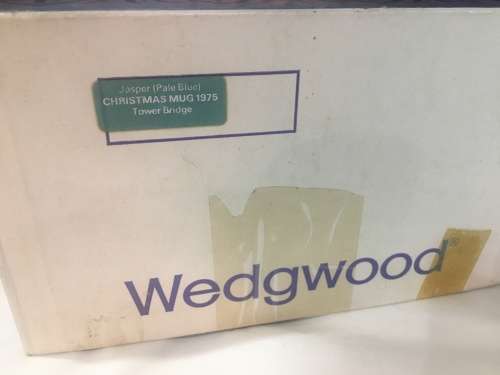 Jasper (Pale Blue)
CHRISTMAS MUG 1975
Tower Bridge
Wedgwood®